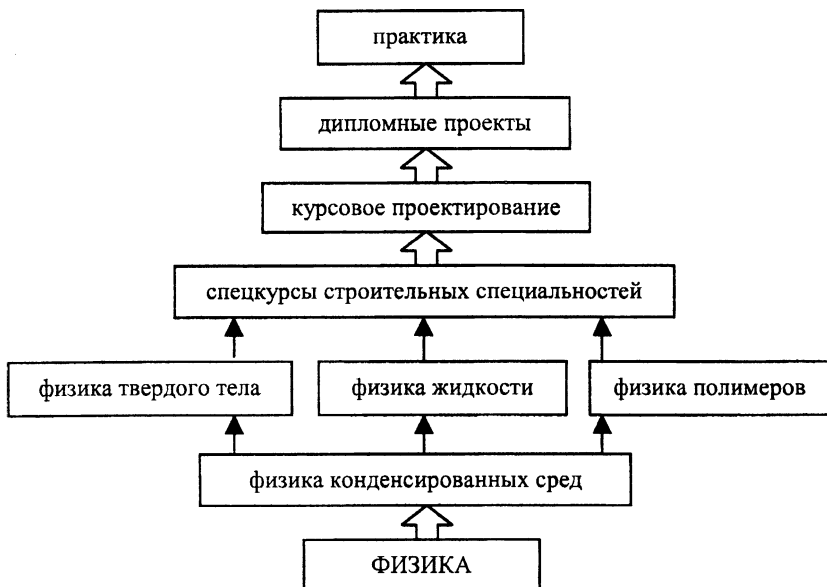 практика
дипломные проекты
курсовое проектирование
спецкурсы строительных специальностей
физика твердого тела
физика жидкости
физика полимеров
физика конденсированных сред
ФИЗИКА